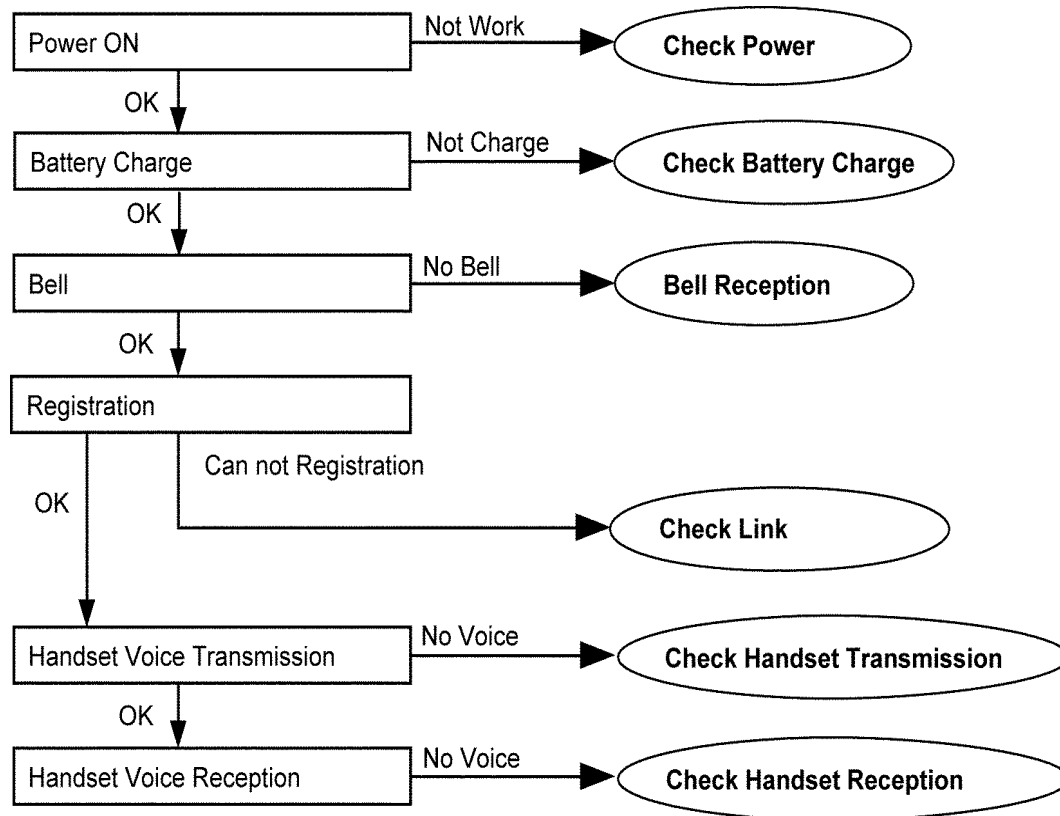 Power ON
Not Work
Check Power
OK
Battery Charge
Not Charge
Check Battery Charge
OK
Bell
No Bell
Bell Reception
OK
Registration
Can not Registration
OK
Check Link
Handset Voice Transmission
No Voice
Check Handset Transmission
OK
Handset Voice Reception
No Voice
Check Handset Reception